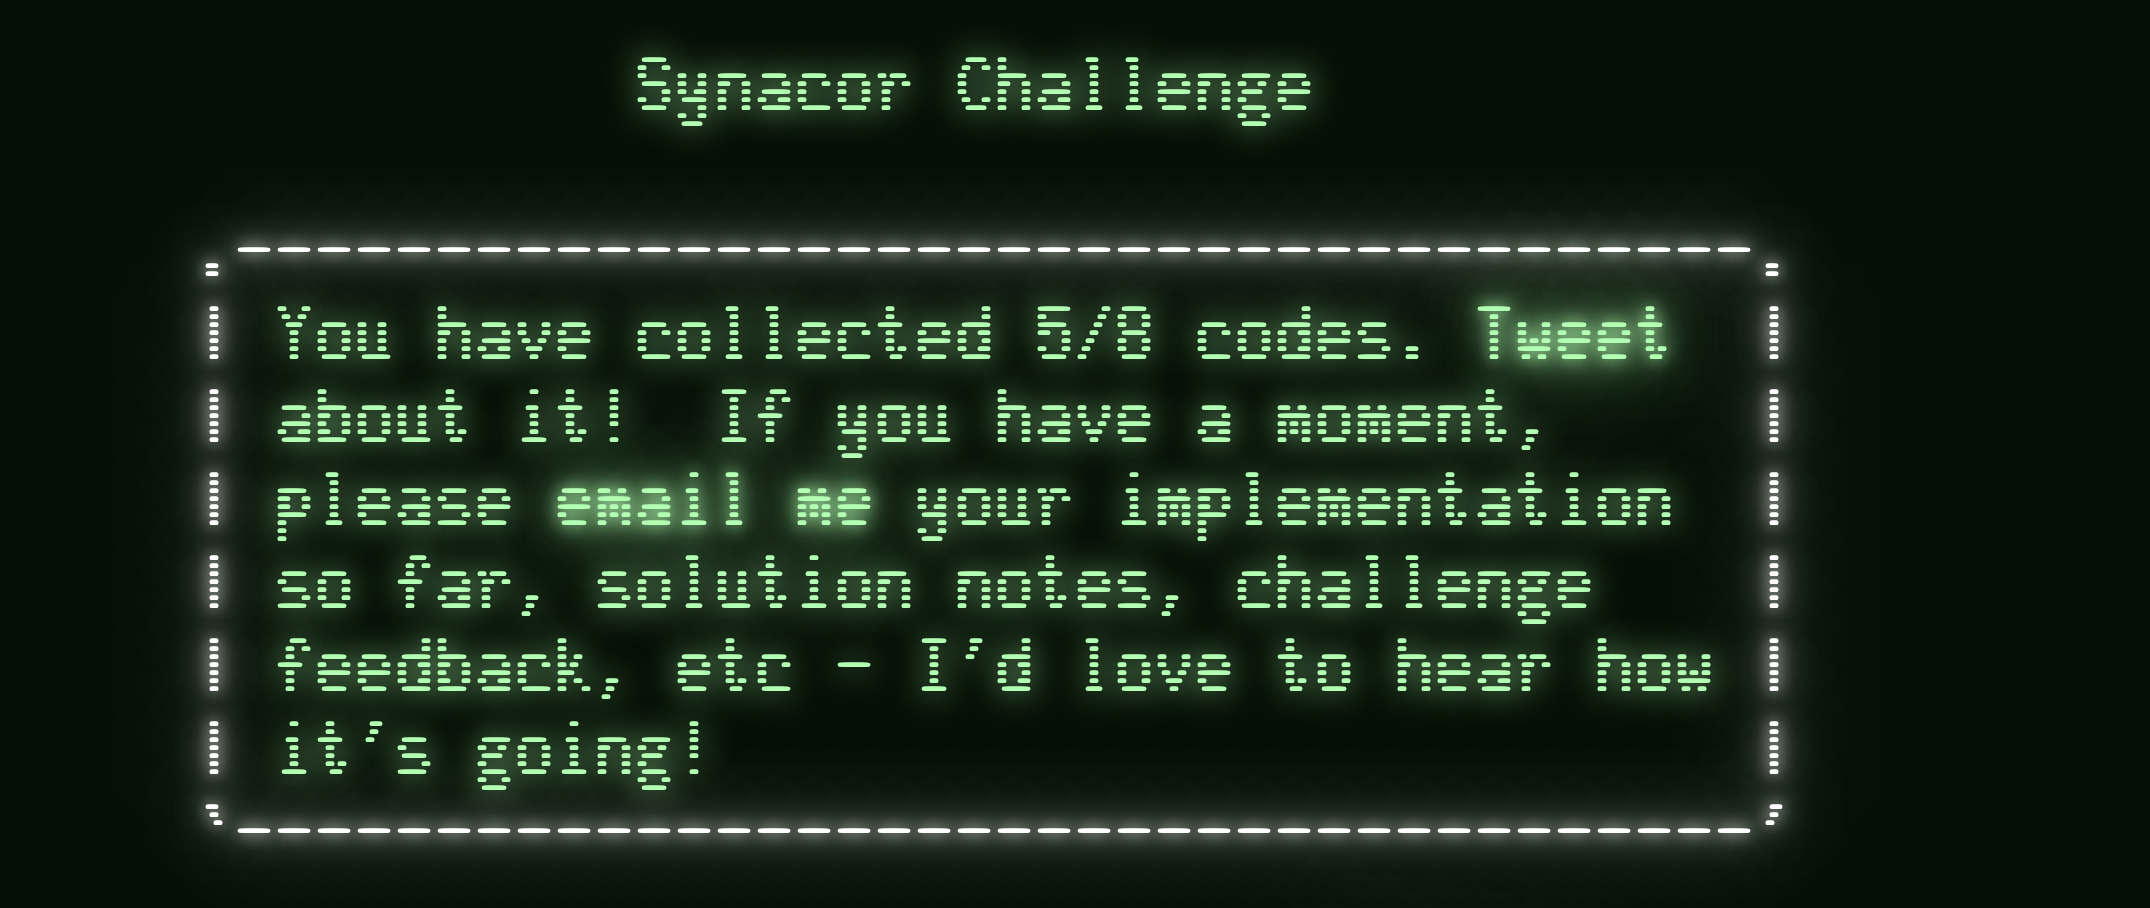 Synacor Challenge
You have collected 5/8 codes. Tweet
about it!  If you have a moment,
please email me your implementation
so far, solution notes, challenge
feedback, etc - I'd love to hear how
it's going!